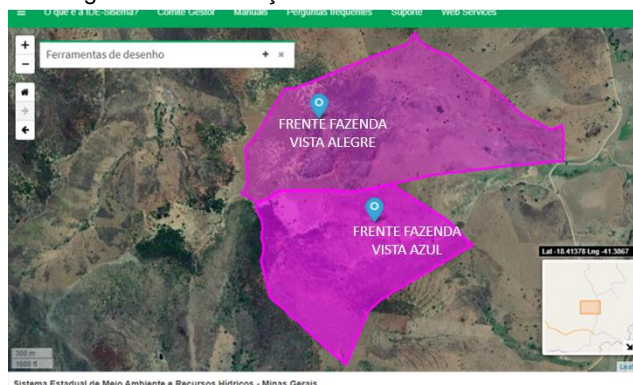 ≡ O que é a IDE-Sisema? Comitê Gestor Manuais Perguntas frequentes Suporte Web Services
+
Ferramentas de desenho + ×
−
FRENTE FAZENDA
VISTA ALEGRE
FRENTE FAZENDA
VISTA AZUL
Lat -18.41378 Lng -41.3867
300 m
1000 ft
Sistema Estadual de Meio Ambiente e Recursos Hídricos - Minas Gerais